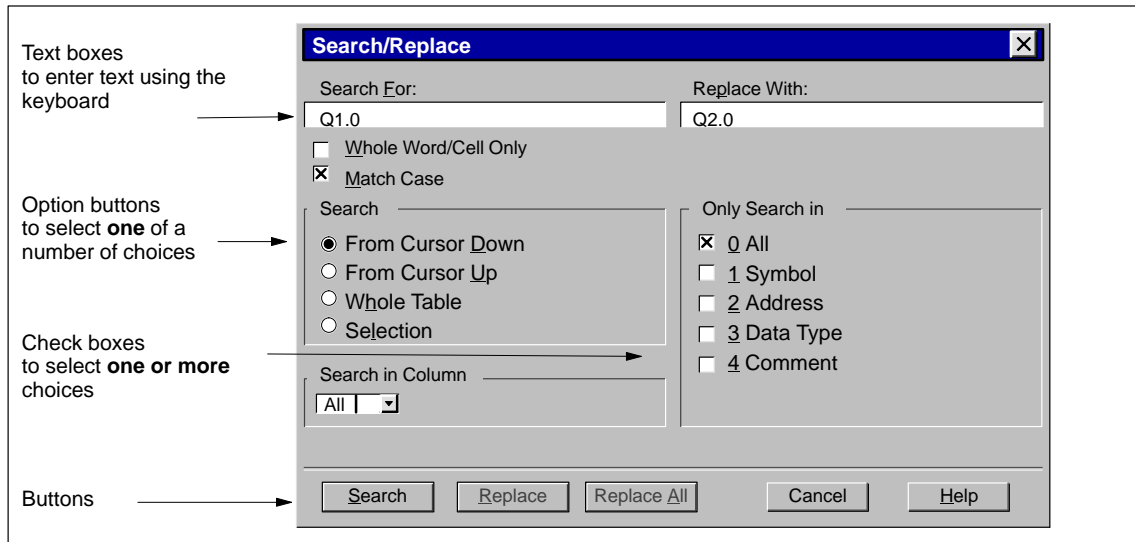 Text boxes
to enter text using the
keyboard
Option buttons
to select one of a
number of choices
Check boxes
to select one or more
choices
Buttons
Search/Replace
Search For:
Q1.0
Replace With:
Q2.0
Whole Word/Cell Only
Match Case
Search
From Cursor Down
From Cursor Up
Whole Table
Selection
Search in Column
All
Only Search in
0 All
1 Symbol
2 Address
3 Data Type
4 Comment
Search
Replace
Replace All
Cancel
Help